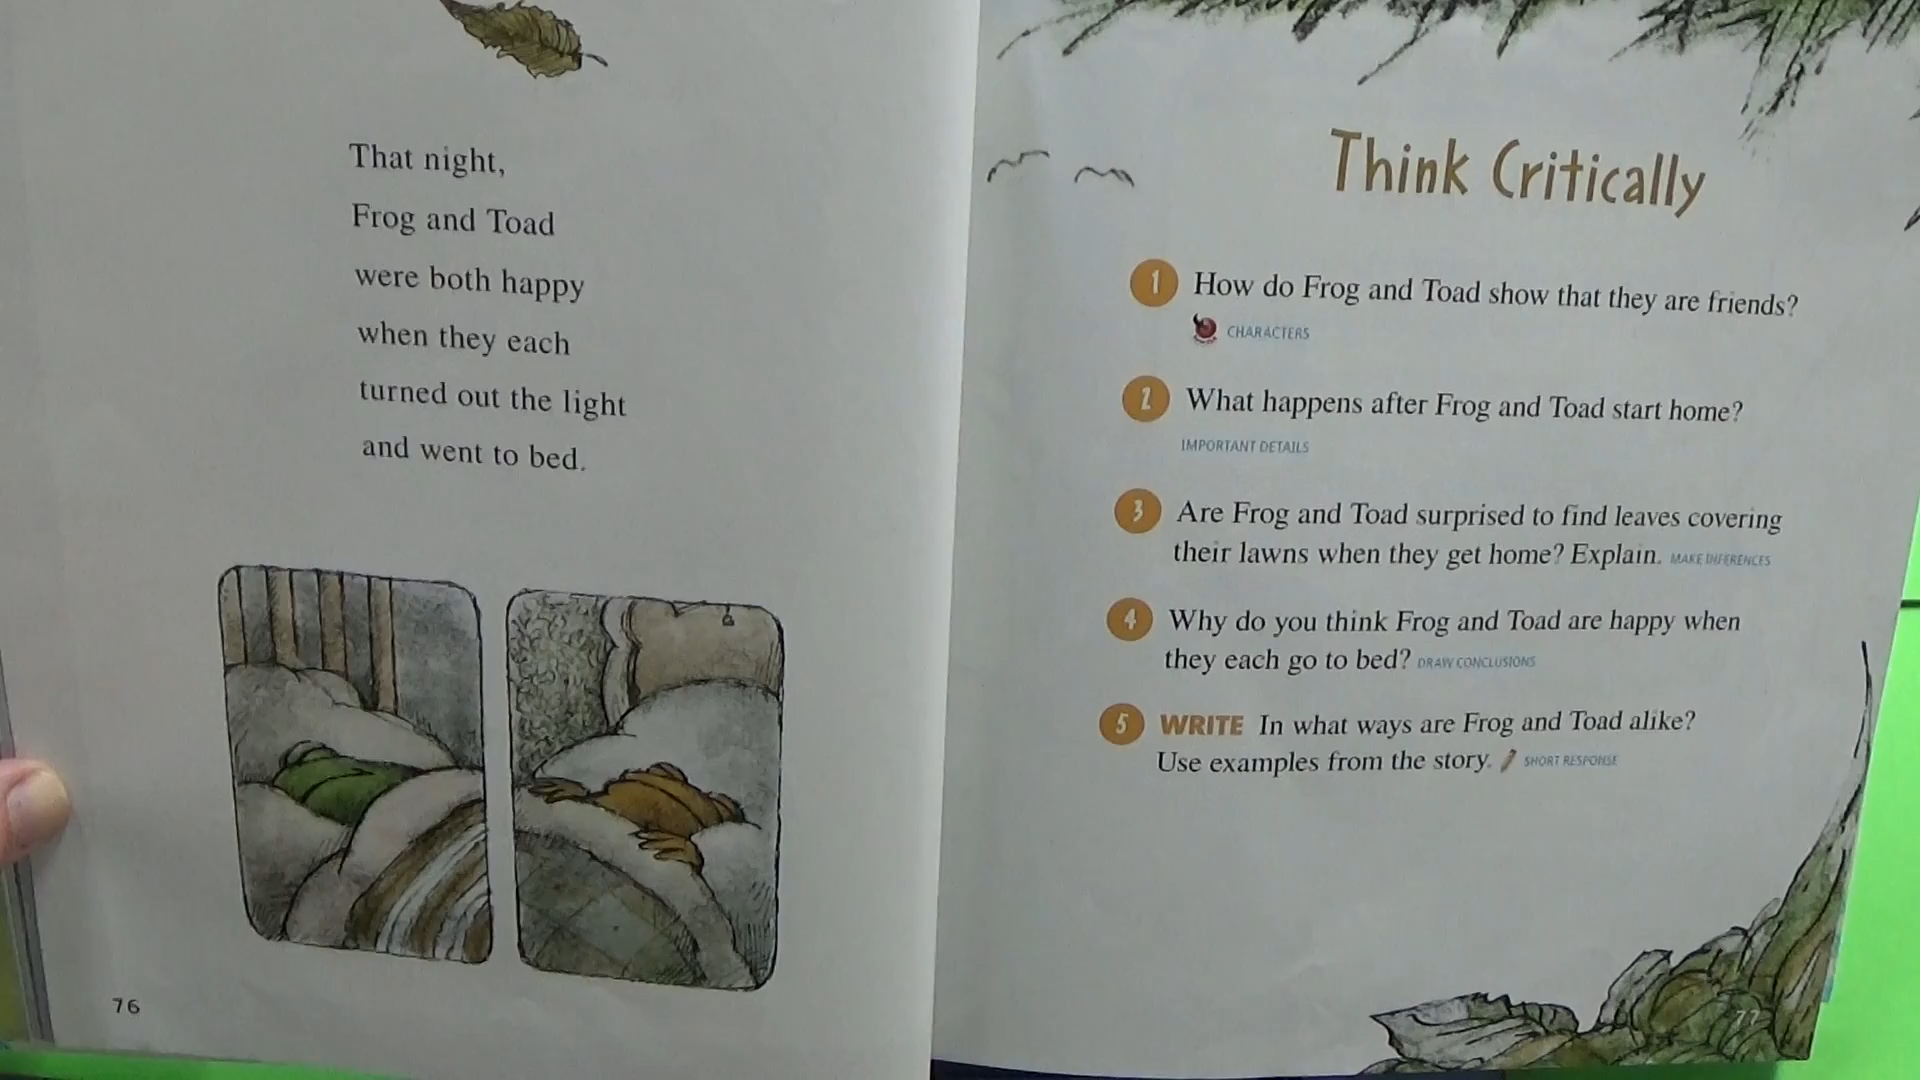 That night,
Frog and Toad
were both happy
when they each
turned out the light
and went to bed.
76
Think Critically
1 How do Frog and Toad show that they are friends?
CHARACTERS
2 What happens after Frog and Toad start home?
IMPORTANT DETAILS
3 Are Frog and Toad surprised to find leaves covering
their lawns when they get home? Explain. MAKE INFERENCES
4 Why do you think Frog and Toad are happy when
they each go to bed? DRAW CONCLUSIONS
5 WRITE In what ways are Frog and Toad alike?
Use examples from the story. SHORT RESPONSE
77